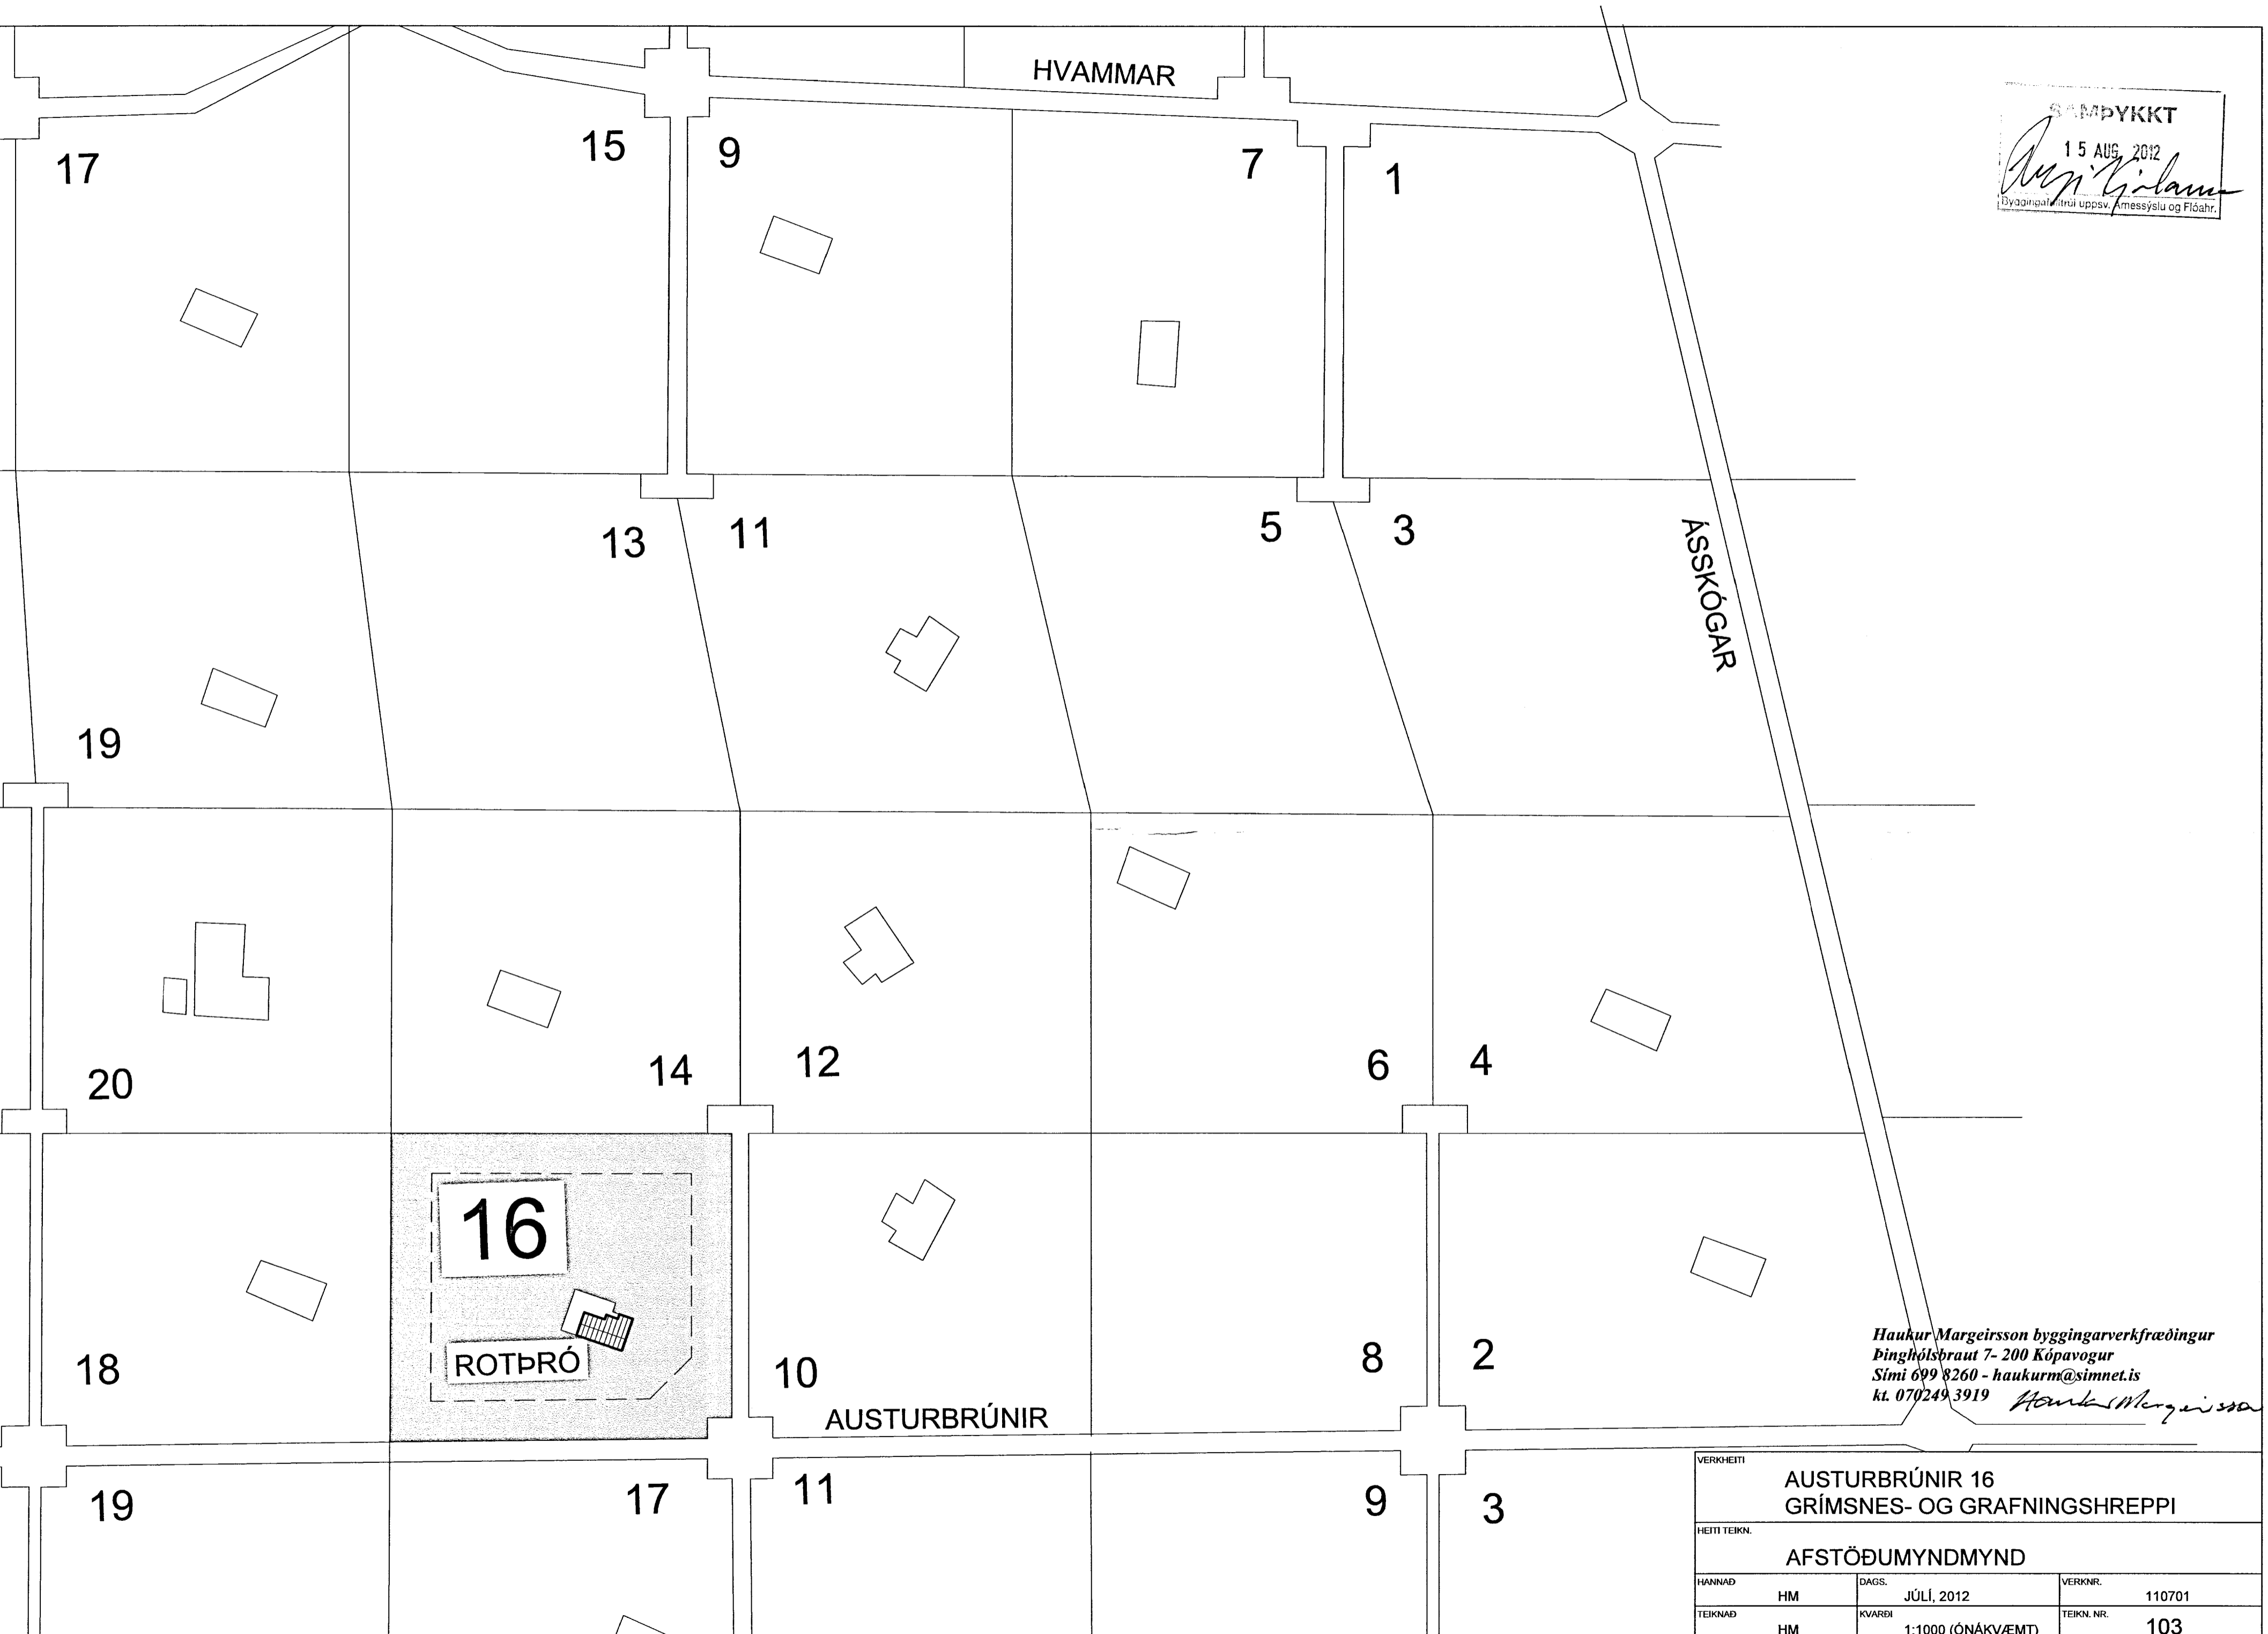 HVAMMAR
SAMÞYKKT
15 AUG. 2012
uppsv. Árnessýslu og Flóahr.
17
15
9
7
1
13
11
5
3
ÁSSKÓGAR
19
20
14
12
6
4
16
ROTÞRÓ
18
10
8
2
AUSTURBRÚNIR
Haukur Margeirsson byggingarverkfræðingur
Þinghólsbraut 7- 200 Kópavogur
Sími 699 8260 - haukurm@simnet.is
kt. 070249 3919
Haukur Margeirsson
19
17
11
9
3
VERKHEITI
AUSTURBRÚNIR 16
GRÍMSNES- OG GRAFNINGSHREPPI
HEITI TEIKN.
AFSTÖÐUMYNDMYND
HANNAÐ HM DAGS. JÚLÍ, 2012 VERKNR. 110701
TEIKNAÐ HM KVARÐI 1:1000 (ÓNÁKVÆMT) TEIKN. NR. 103